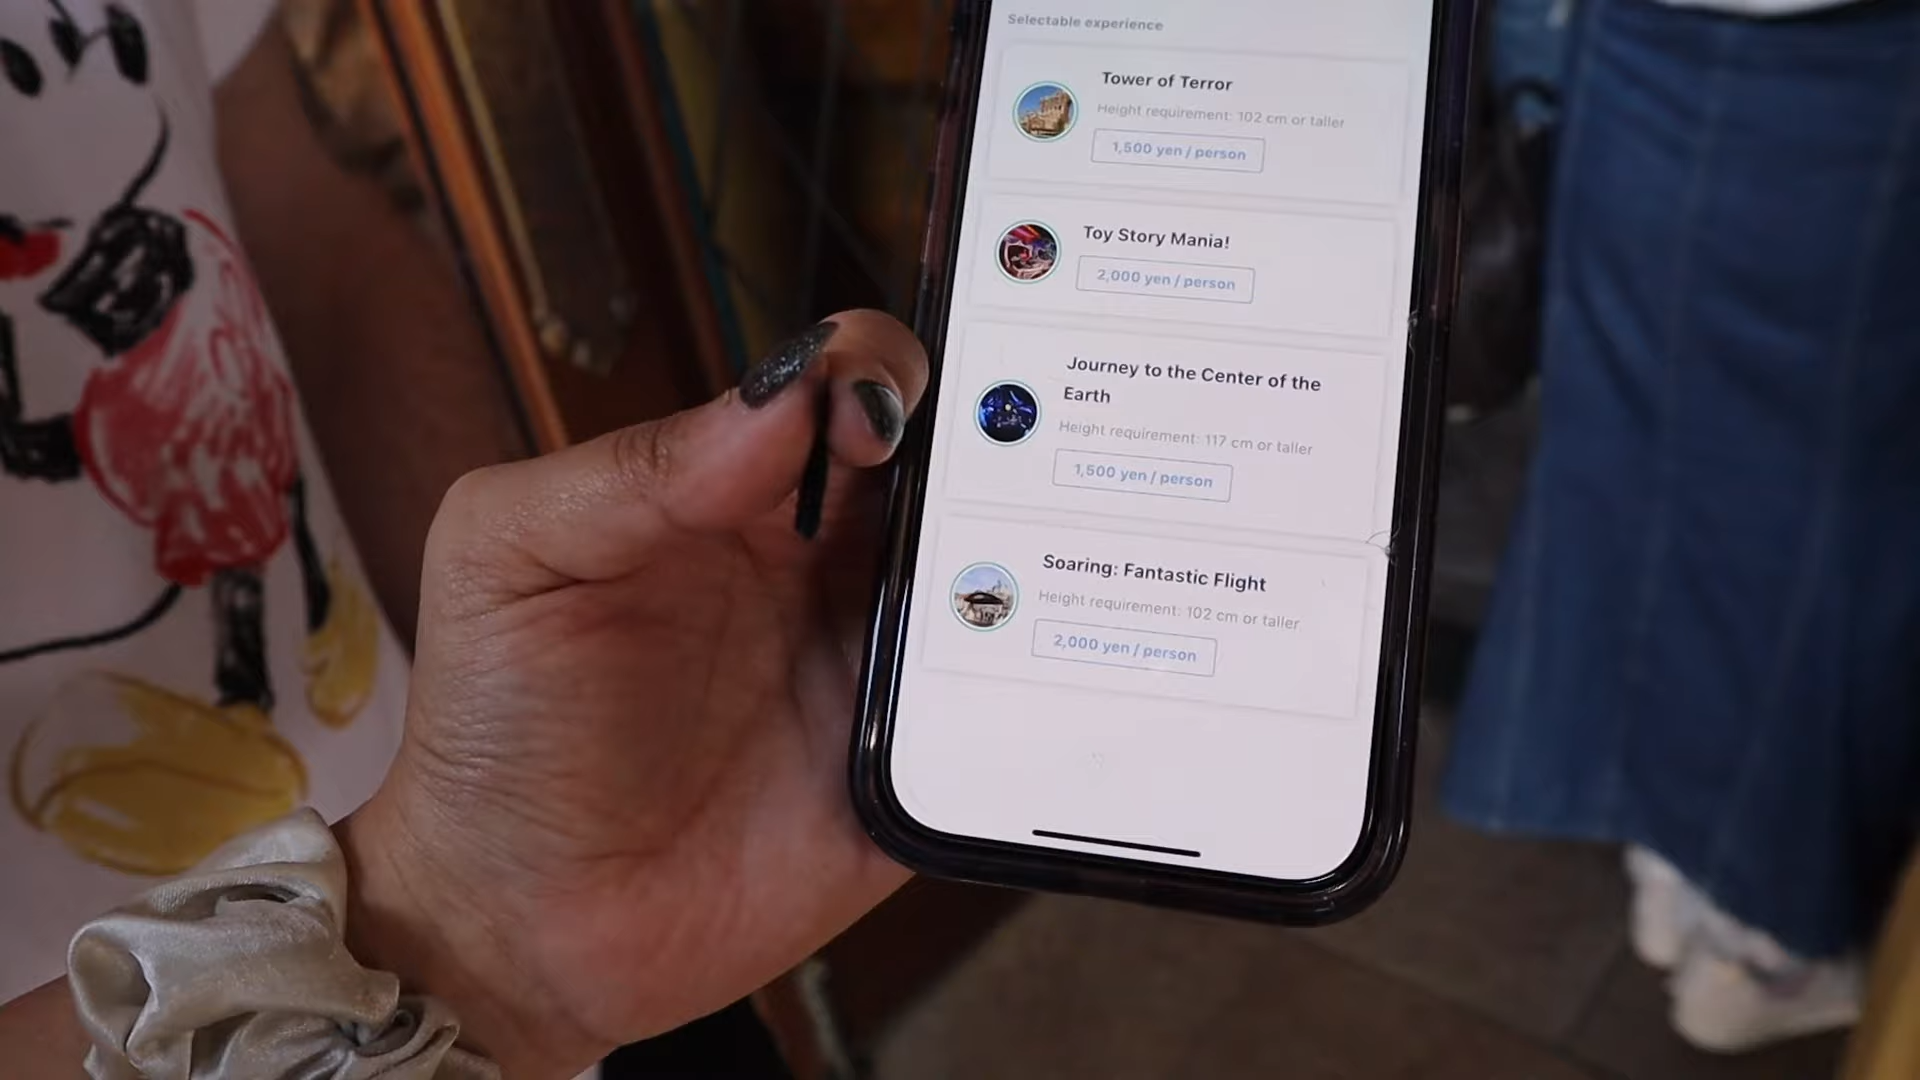 Selectable experience
Tower of Terror
Height requirement: 102 cm or taller
1,500 yen / person
Toy Story Mania!
2,000 yen / person
Journey to the Center of the
Earth
Height requirement: 117 cm or taller
1,500 yen / person
Soaring: Fantastic Flight
Height requirement: 102 cm or taller
2,000 yen / person